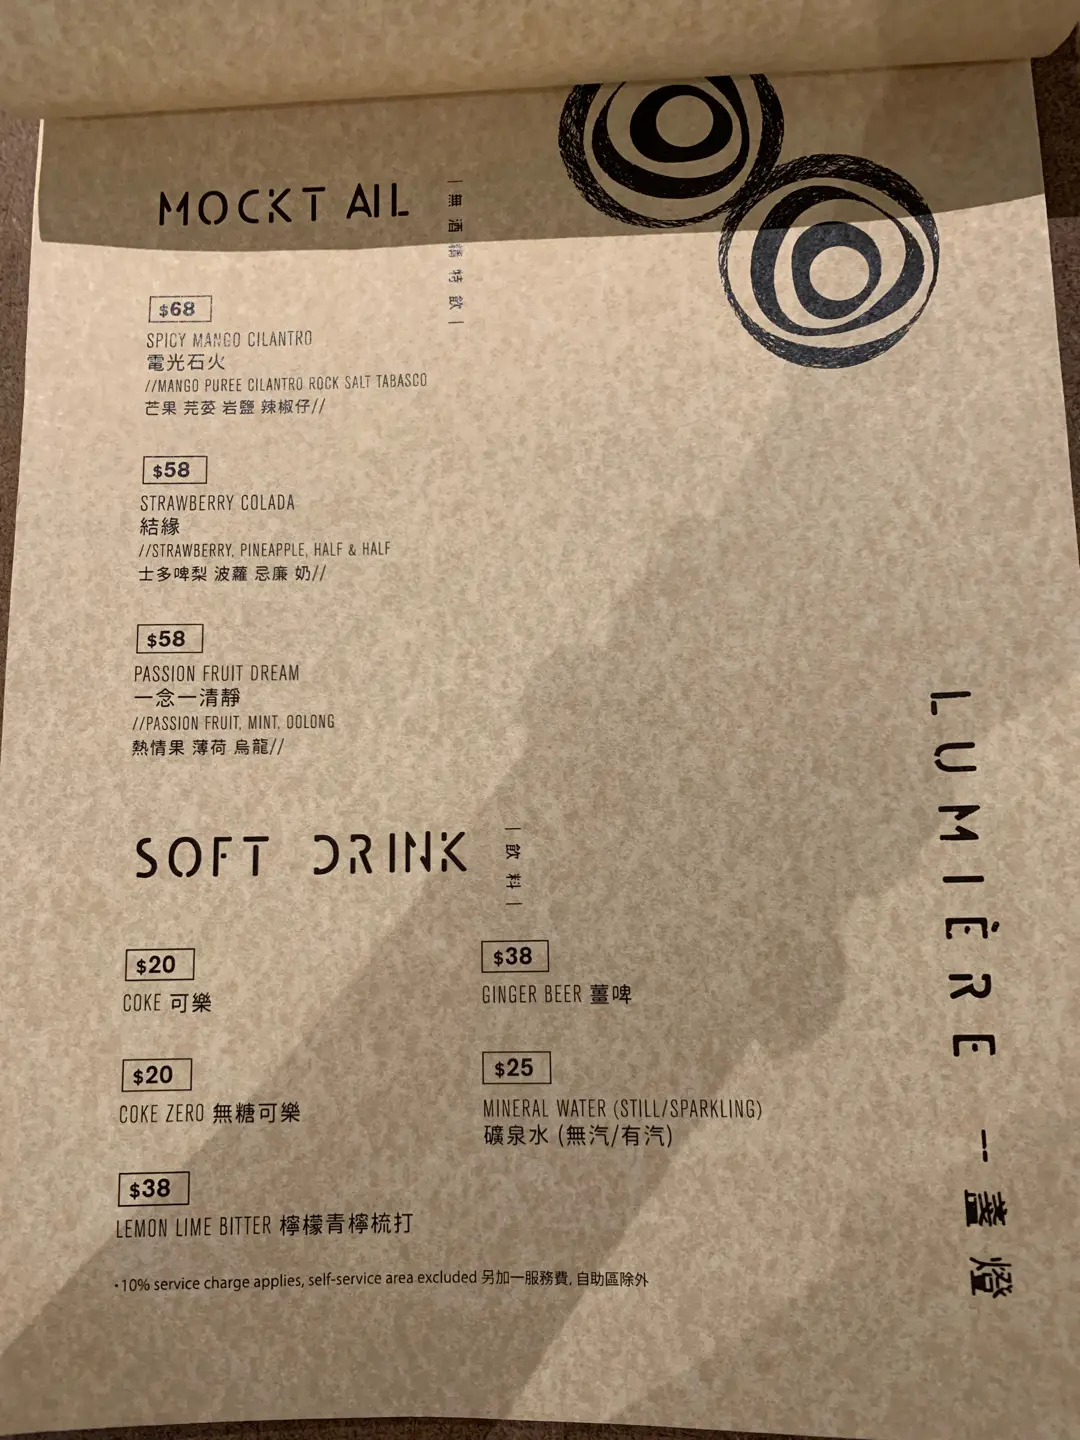 MOCKTAIL
｜無酒精特飲｜
$68
SPICY MANGO CILANTRO
電光石火
//MANGO PUREE CILANTRO ROCK SALT TABASCO
芒果 芫荽 岩鹽 辣椒仔//
$58
STRAWBERRY COLADA
結緣
//STRAWBERRY, PINEAPPLE, HALF & HALF
士多啤梨 波蘿 忌廉 奶//
$58
PASSION FRUIT DREAM
一念一清靜
//PASSION FRUIT, MINT, OOLONG
熱情果 薄荷 烏龍//
SOFT DRINK
｜飲料｜
$20
COKE 可樂
$20
COKE ZERO 無糖可樂
$38
LEMON LIME BITTER 檸檬青檸梳打
$38
GINGER BEER 薑啤
$25
MINERAL WATER (STILL/SPARKLING)
礦泉水 (無汽/有汽)
·10% service charge applies, self-service area excluded 另加一服務費, 自助區除外
LUMIÈRE 一盞燈